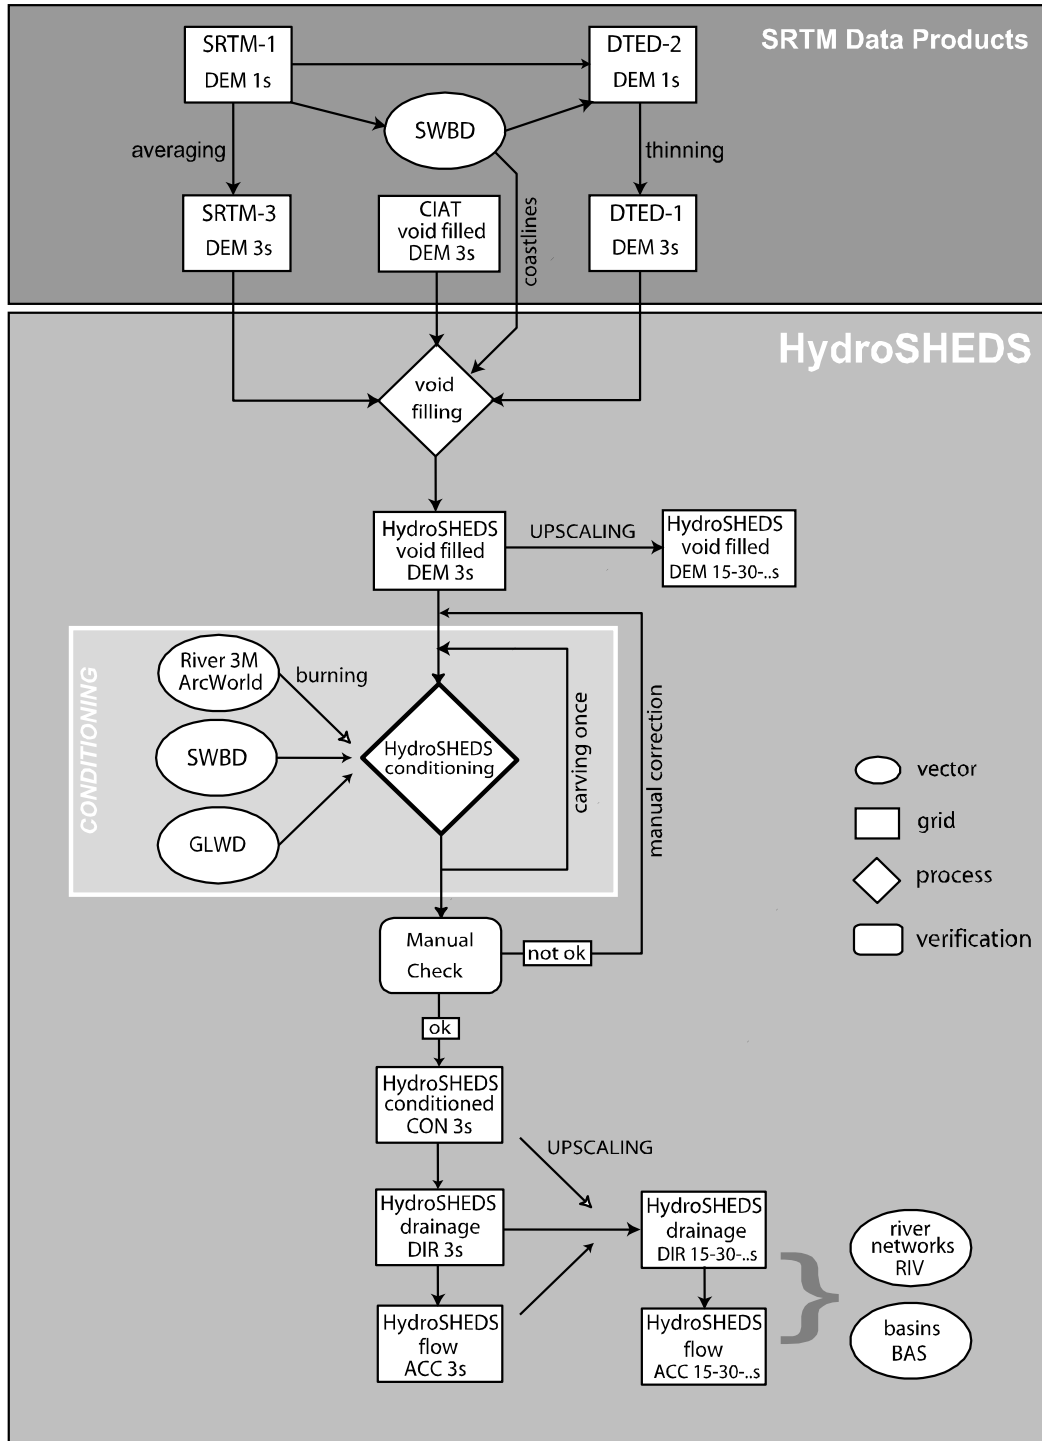 SRTM Data Products
SRTM-1
DEM 1s
DTED-2
DEM 1s
SWBD
averaging
thinning
SRTM-3
DEM 3s
CIAT
void filled
DEM 3s
coastlines
DTED-1
DEM 3s
HydroSHEDS
void
filling
HydroSHEDS
void filled
DEM 3s
UPSCALING
HydroSHEDS
void filled
DEM 15-30-..s
CONDITIONING
River 3M
ArcWorld
burning
SWBD
GLWD
HydroSHEDS
conditioning
carving once
manual correction
vector
grid
process
verification
Manual
Check
not ok
ok
HydroSHEDS
conditioned
CON 3s
UPSCALING
HydroSHEDS
drainage
DIR 3s
HydroSHEDS
drainage
DIR 15-30-..s
river
networks
RIV
HydroSHEDS
flow
ACC 3s
HydroSHEDS
flow
ACC 15-30-..s
basins
BAS